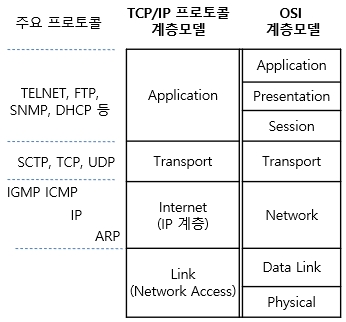 주요 프로토콜
TCP/IP 프로토콜
계층모델
OSI
계층모델
TELNET, FTP,
SNMP, DHCP 등
Application
Application
Presentation
Session
SCTP, TCP, UDP
Transport
Transport
IGMP ICMP
IP
ARP
Internet
(IP 계층)
Network
Link
(Network Access)
Data Link
Physical